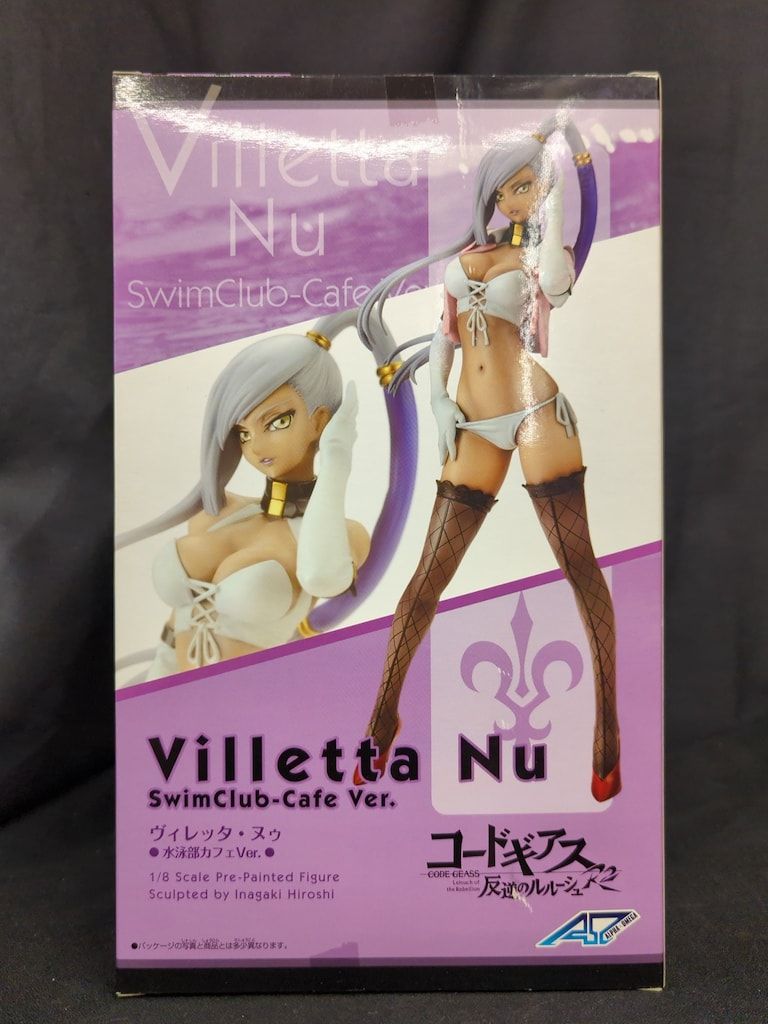 Villetta
Nu
SwimClub-Cafe Ver.
Villetta Nu
SwimClub-Cafe Ver.
ヴィレッタ・ヌゥ
●水泳部カフェVer.●
1/8 Scale Pre-Painted Figure
Sculpted by Inagaki Hiroshi
コードギアス
CODE GEASS
Lelouch of
the Rebellion
反逆のルルーシュ R2
ALPHA×OMEGA
●パッケージの写真と商品とは多少異なります。